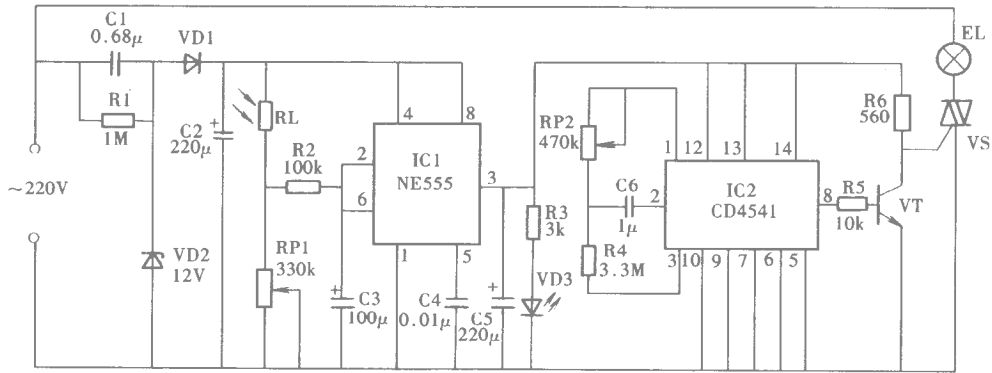 C1
0.68μ
VD1
EL
R1
1M
C2
220μ
RL
R2
100k
4
8
2
6
IC1
NE555
3
1
5
RP2
470k
1
12
13
14
R6
560
VS
~220V
C6
1μ
2
IC2
CD4541
8
R5
10k
VT
R3
3k
R4
3.3M
3
10
9
7
6
5
VD2
12V
RP1
330k
C3
100μ
C4
0.01μ
C5
220μ
VD3